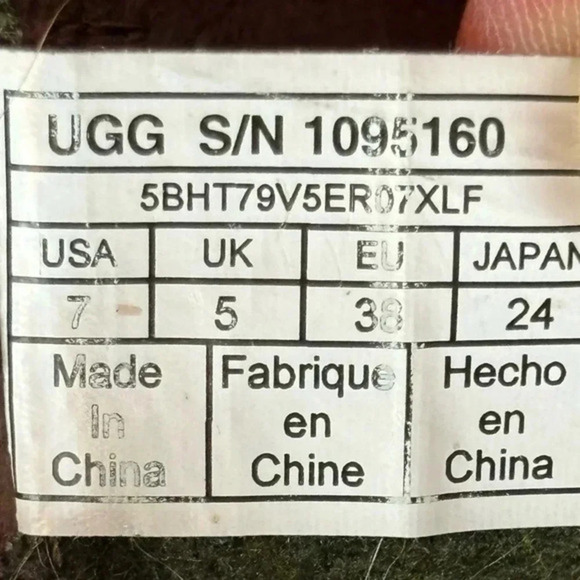 UGG S/N 1095160
5BHT79V5ER07XLF
USA UK EU JAPAN
7 5 38 24
Made Fabrique Hecho
In en en
China Chine China